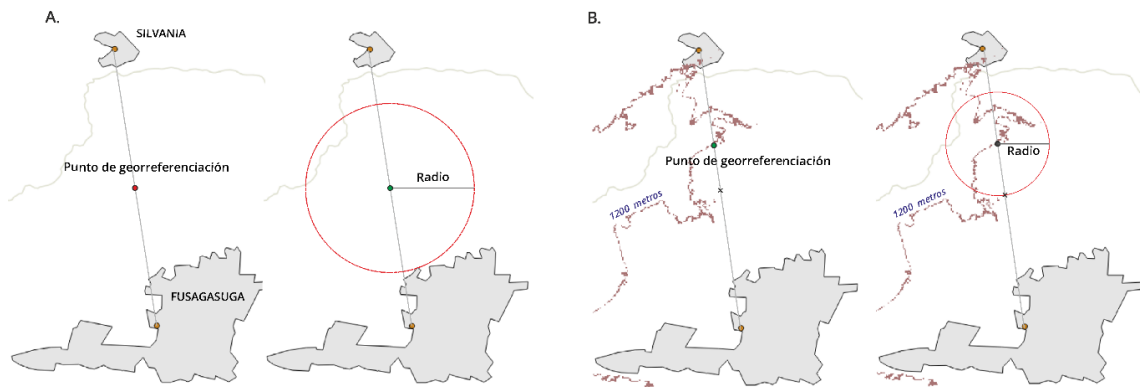 A.
SILVANIA
Punto de georreferenciación
FUSAGASUGA
Radio
B.
Punto de georreferenciación
1200 metros
Radio
1200 metros